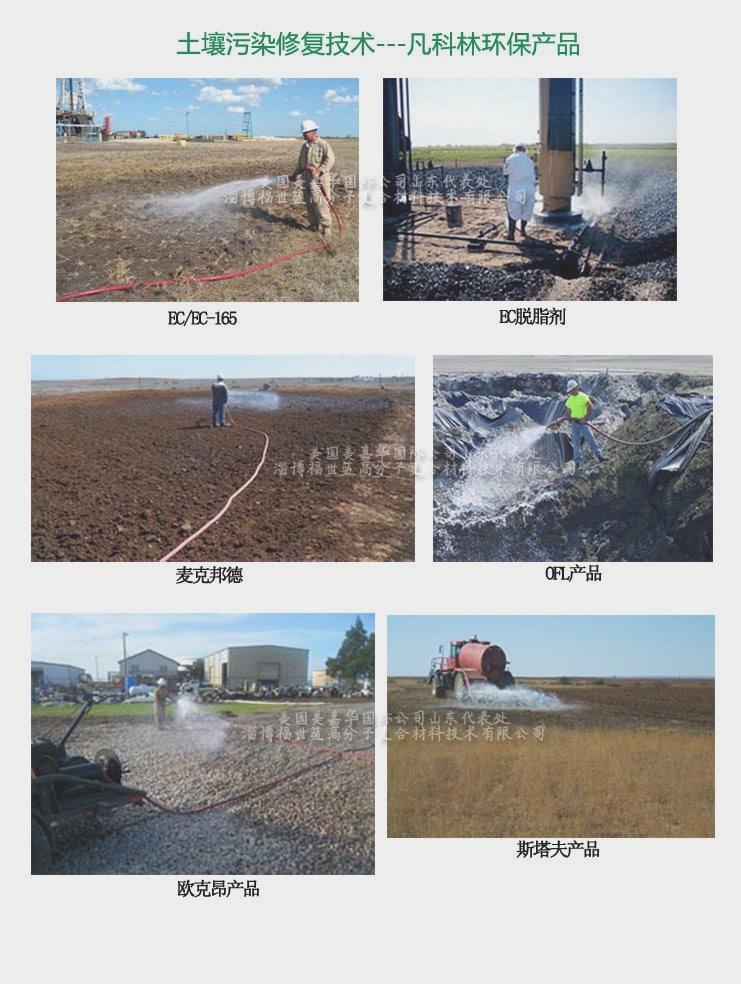 土壤污染修复技术---凡科林环保产品
美国美嘉华国际公司山东代表处
淄博福世蓝高分子复合材料技术有限公司
EC/EC-165
EC脱脂剂
美国美嘉华国际公司山东代表处
淄博福世蓝高分子复合材料技术有限公司
麦克邦德
OFL产品
美国美嘉华国际公司山东代表处
淄博福世蓝高分子复合材料技术有限公司
欧克昂产品
斯塔夫产品